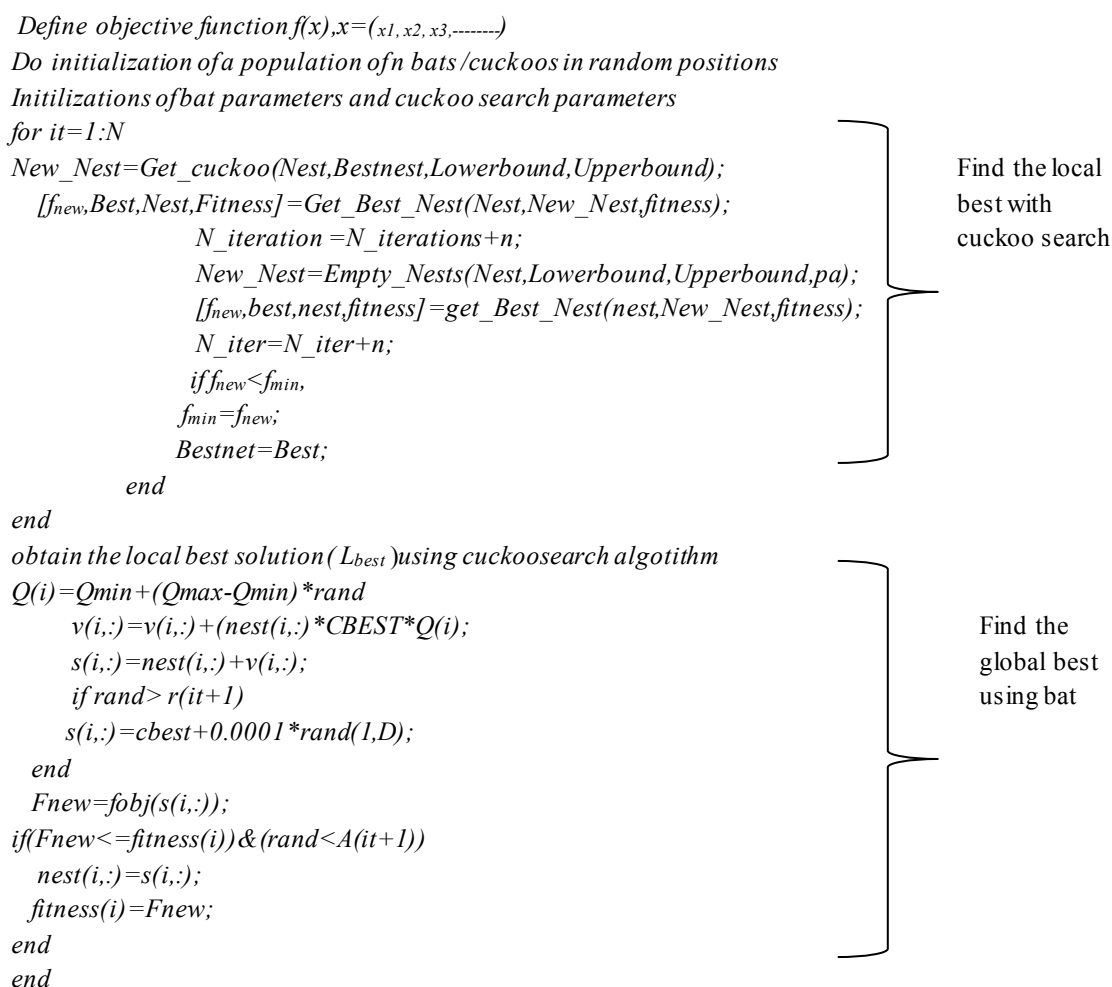 Define objective function f(x),x=(x1, x2, x3,--------)
Do initialization of a population of n bats /cuckoos in random positions
Initilizations of bat parameters and cuckoo search parameters
for it=1:N
New_Nest=Get_cuckoo(Nest,Bestnest,Lowerbound,Upperbound);
[fnew,Best,Nest,Fitness]=Get_Best_Nest(Nest,New_Nest,fitness);
N_iteration =N_iterations+n;
New_Nest=Empty_Nests(Nest,Lowerbound,Upperbound,pa);
[fnew,best,nest,fitness]=get_Best_Nest(nest,New_Nest,fitness);
N_iter=N_iter+n;
if fnew<fmin,
fmin=fnew;
Bestnet=Best;
end
end
Find the local
best with
cuckoo search
obtain the local best solution ( Lbest )using cuckoosearch algotithm
Q(i)=Qmin+(Qmax-Qmin)*rand
v(i,:)=v(i,:)+(nest(i,:)*CBEST*Q(i);
s(i,:)=nest(i,:)+v(i,:);
if rand> r(it+1)
s(i,:)=cbest+0.0001*rand(1,D);
end
Fnew=fobj(s(i,:));
if(Fnew<=fitness(i))&(rand<A(it+1))
nest(i,:)=s(i,:);
fitness(i)=Fnew;
end
end
Find the
global best
using bat